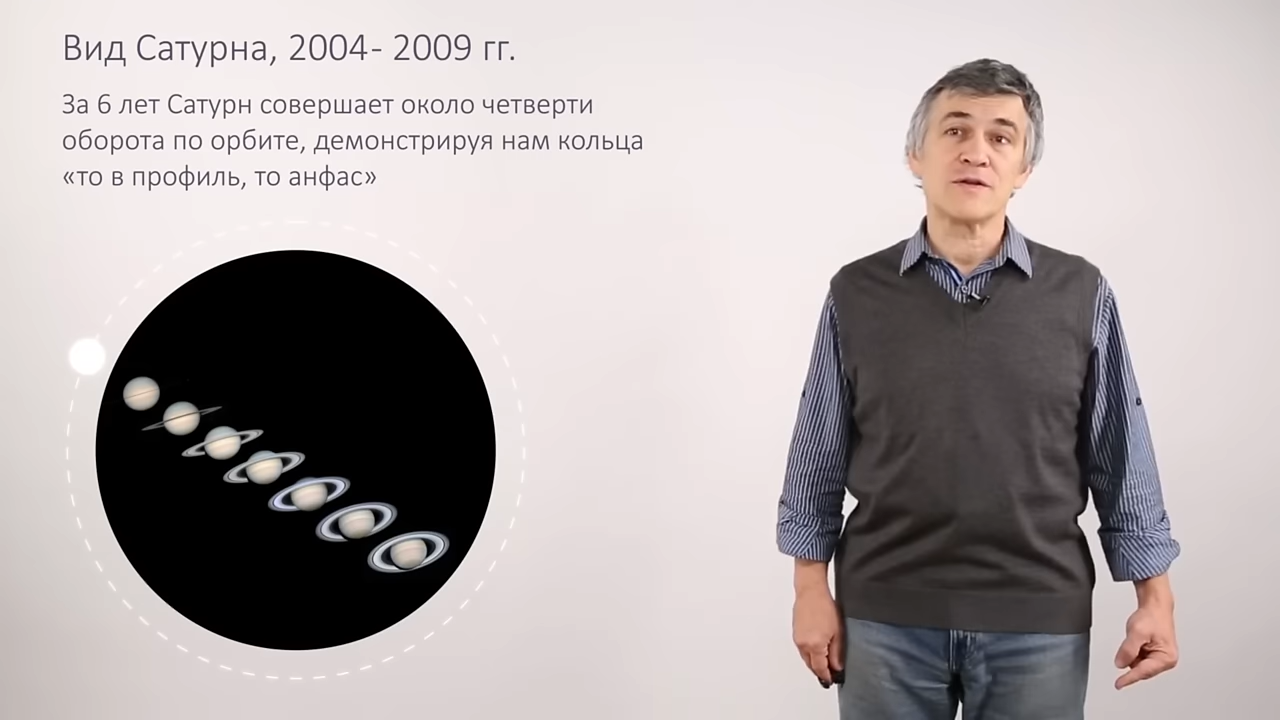 Вид Сатурна, 2004- 2009 гг.
За 6 лет Сатурн совершает около четверти
оборота по орбите, демонстрируя нам кольца
«то в профиль, то анфас»